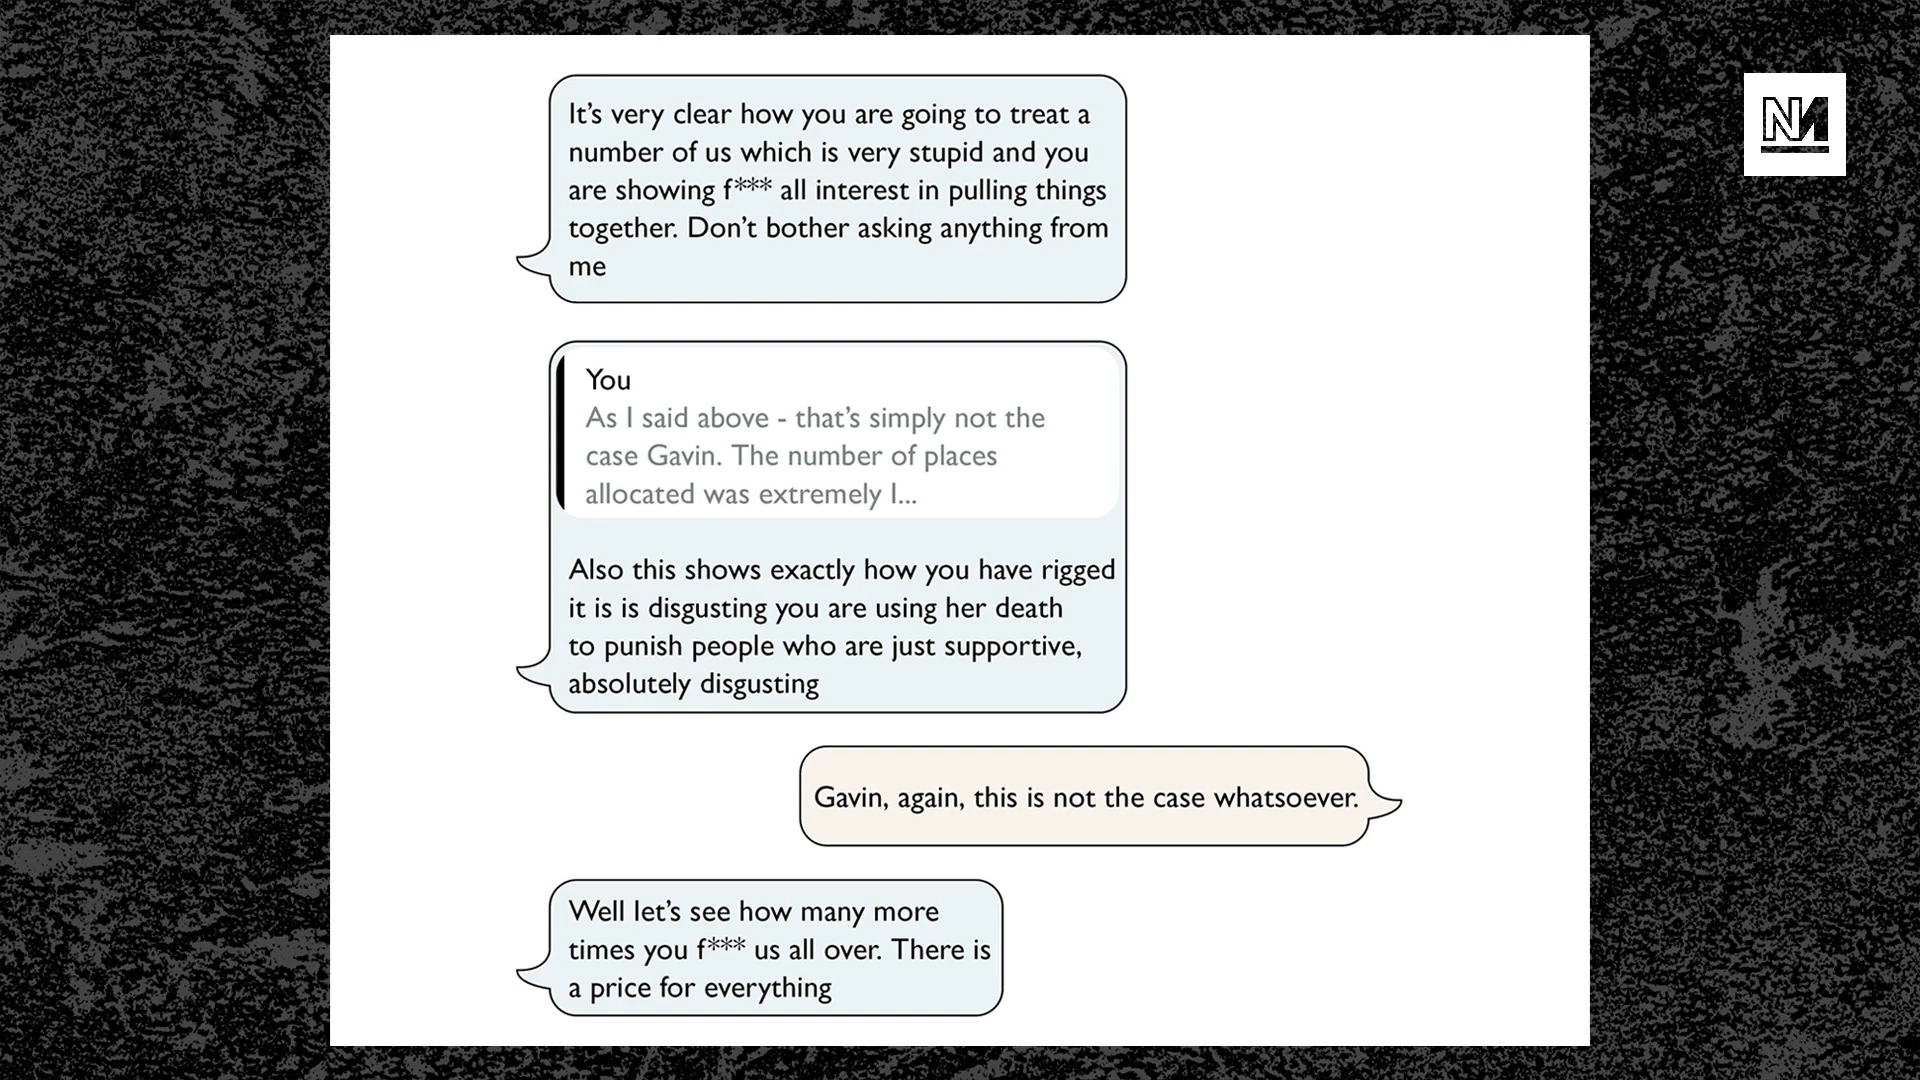 It’s very clear how you are going to treat a
number of us which is very stupid and you
are showing f*** all interest in pulling things
together. Don’t bother asking anything from
me
You
As I said above - that’s simply not the
case Gavin. The number of places
allocated was extremely l...
Also this shows exactly how you have rigged
it is is disgusting you are using her death
to punish people who are just supportive,
absolutely disgusting
Gavin, again, this is not the case whatsoever.
Well let’s see how many more
times you f*** us all over. There is
a price for everything